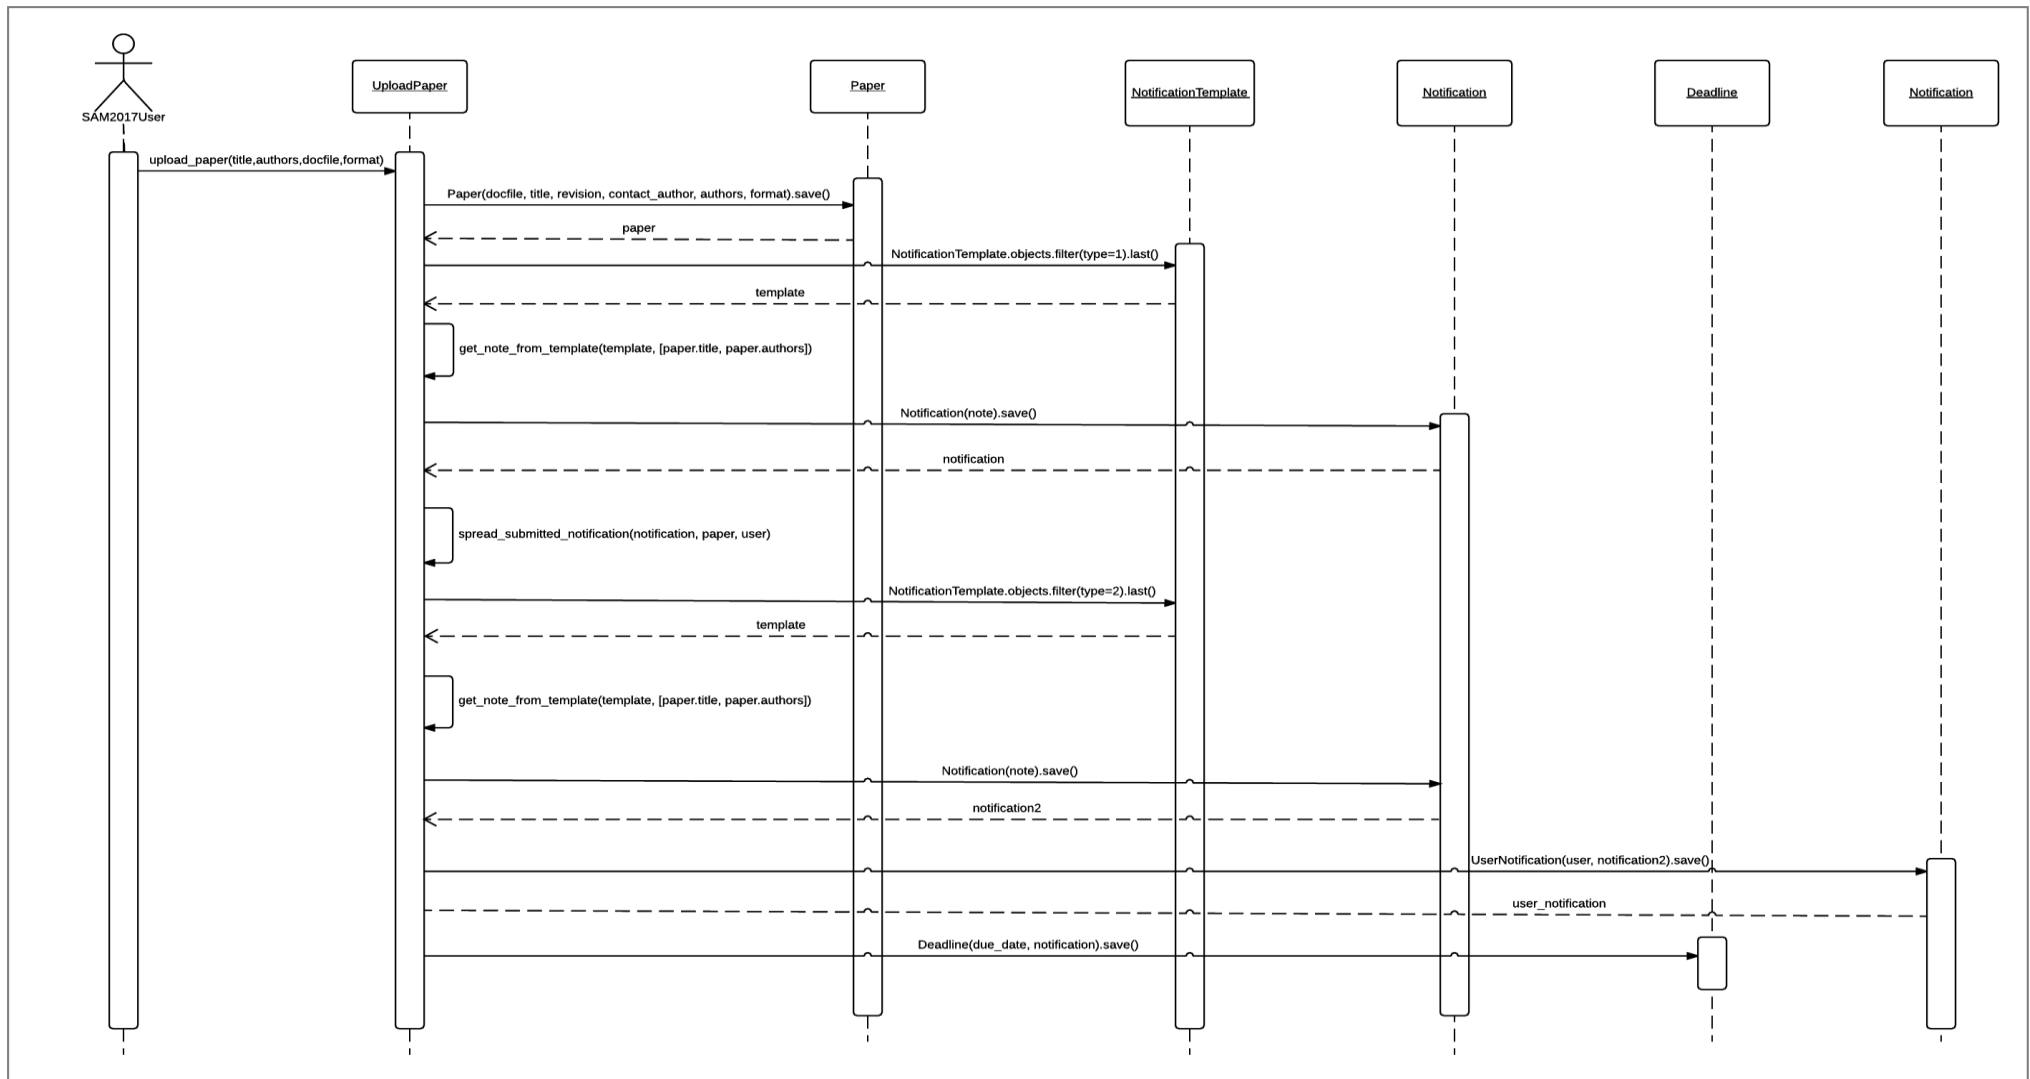 SAM2017User
UploadPaper
Paper
NotificationTemplate
Notification
Deadline
Notification
upload_paper(title,authors,docfile,format)
Paper(docfile, title, revision, contact_author, authors, format).save()
paper
NotificationTemplate.objects.filter(type=1).last()
template
get_note_from_template(template, [paper.title, paper.authors])
Notification(note).save()
notification
spread_submitted_notification(notification, paper, user)
NotificationTemplate.objects.filter(type=2).last()
template
get_note_from_template(template, [paper.title, paper.authors])
Notification(note).save()
notification2
UserNotification(user, notification2).save()
user_notification
Deadline(due_date, notification).save()